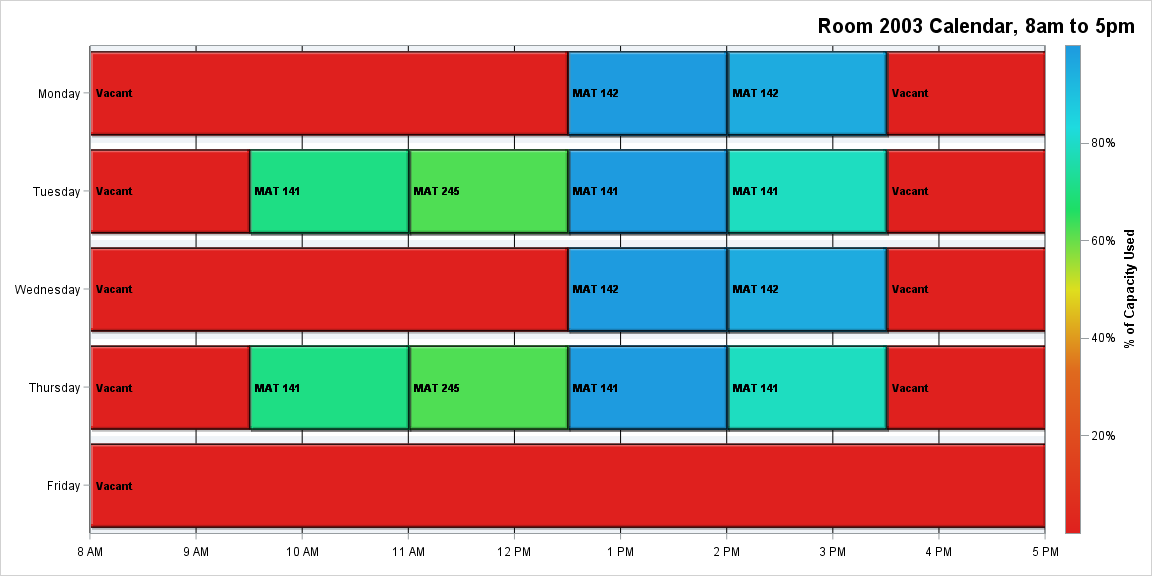 Room 2003 Calendar, 8am to 5pm
Monday
Vacant
MAT 142
MAT 142
Vacant
Tuesday
Vacant
MAT 141
MAT 245
MAT 141
MAT 141
Vacant
Wednesday
Vacant
MAT 142
MAT 142
Vacant
Thursday
Vacant
MAT 141
MAT 245
MAT 141
MAT 141
Vacant
Friday
Vacant
8 AM
9 AM
10 AM
11 AM
12 PM
1 PM
2 PM
3 PM
4 PM
5 PM
80%
60%
40%
20%
% of Capacity Used